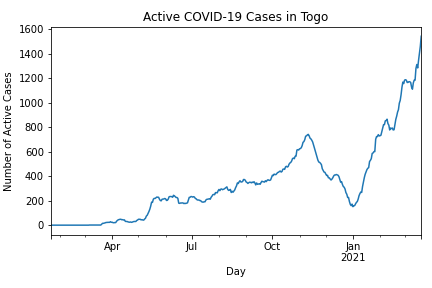 Active COVID-19 Cases in Togo
1600
1400
1200
1000
800
600
400
200
0
Number of Active Cases
Apr
Jul
Oct
Jan
2021
Day